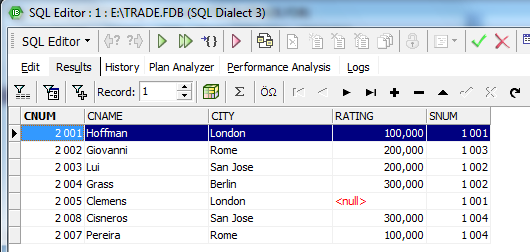 SQL Editor : 1 : E:\TRADE.FDB (SQL Dialect 3)
SQL Editor
Edit Results History Plan Analyzer Performance Analysis Logs
Record: 1 Σ ÖΩ
CNUM CNAME CITY RATING SNUM
2 001 Hoffman London 100,000 1 001
2 002 Giovanni Rome 200,000 1 003
2 003 Lui San Jose 200,000 1 002
2 004 Grass Berlin 300,000 1 002
2 005 Clemens London <null> 1 001
2 008 Cisneros San Jose 300,000 1 004
2 007 Pereira Rome 100,000 1 004